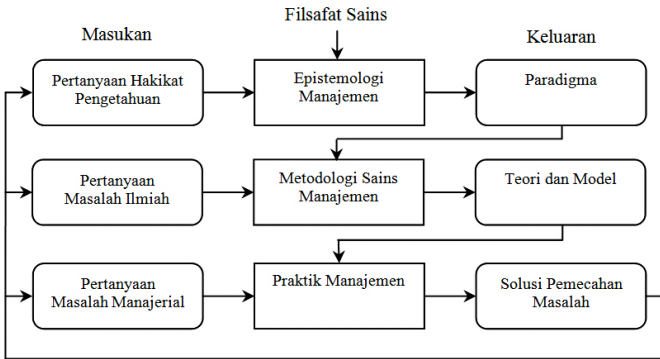 Filsafat Sains
Masukan
Keluaran
Pertanyaan Hakikat
Pengetahuan
Epistemologi
Manajemen
Paradigma
Pertanyaan
Masalah Ilmiah
Metodologi Sains
Manajemen
Teori dan Model
Pertanyaan
Masalah Manajerial
Praktik Manajemen
Solusi Pemecahan
Masalah